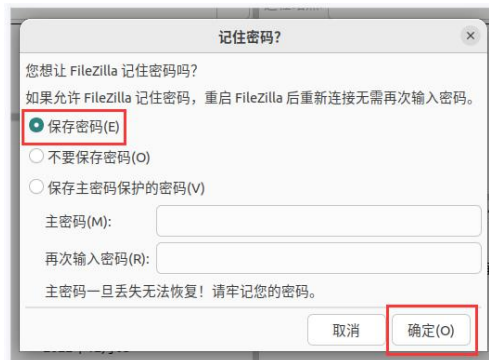 记住密码？
您想让 FileZilla 记住密码吗？
如果允许 FileZilla 记住密码，重启 FileZilla 后重新连接无需再次输入密码。
保存密码(E)
不要保存密码(O)
保存主密码保护的密码(V)
主密码(M):
再次输入密码(R):
主密码一旦丢失无法恢复！请牢记您的密码。
取消 确定(O)